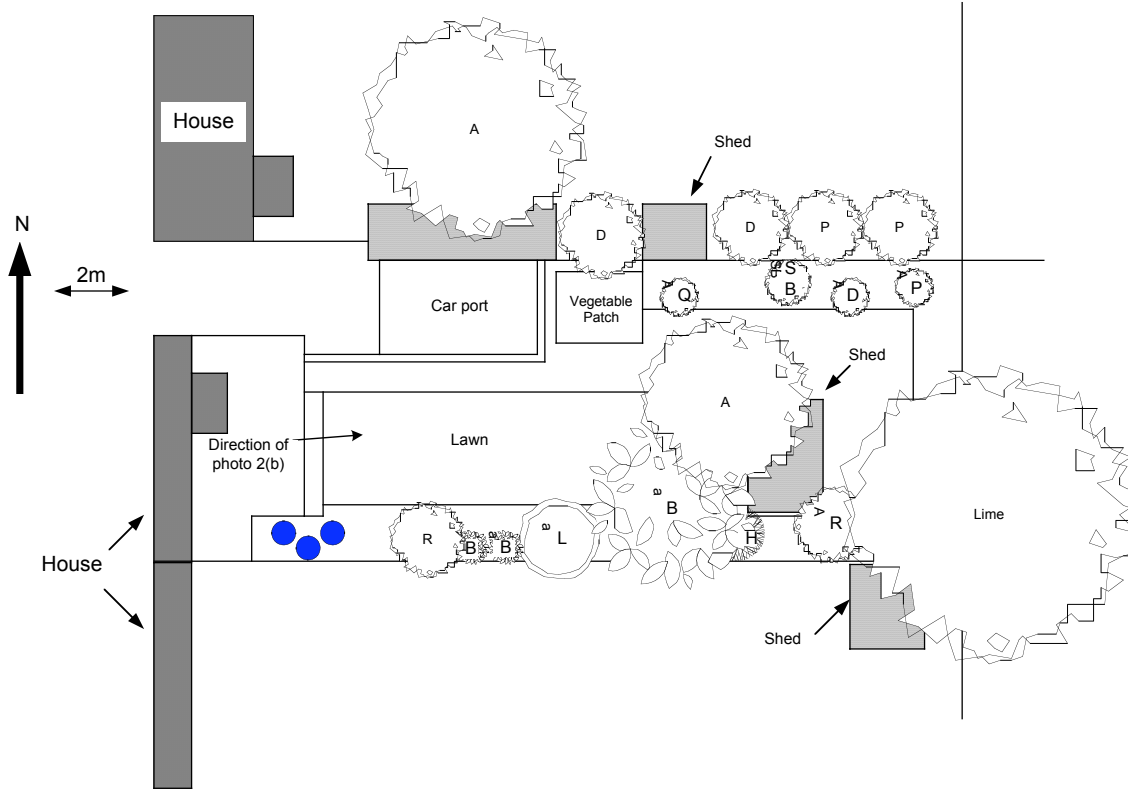 House
A
Shed
N
2m
D
D
P
P
Car port
Vegetable
Patch
A
Q
S
B
A
D
A
P
Shed
A
Direction of
photo 2(b)
Lawn
a
B
A
R
Lime
House
R
B
a
B
a
L
H
Shed